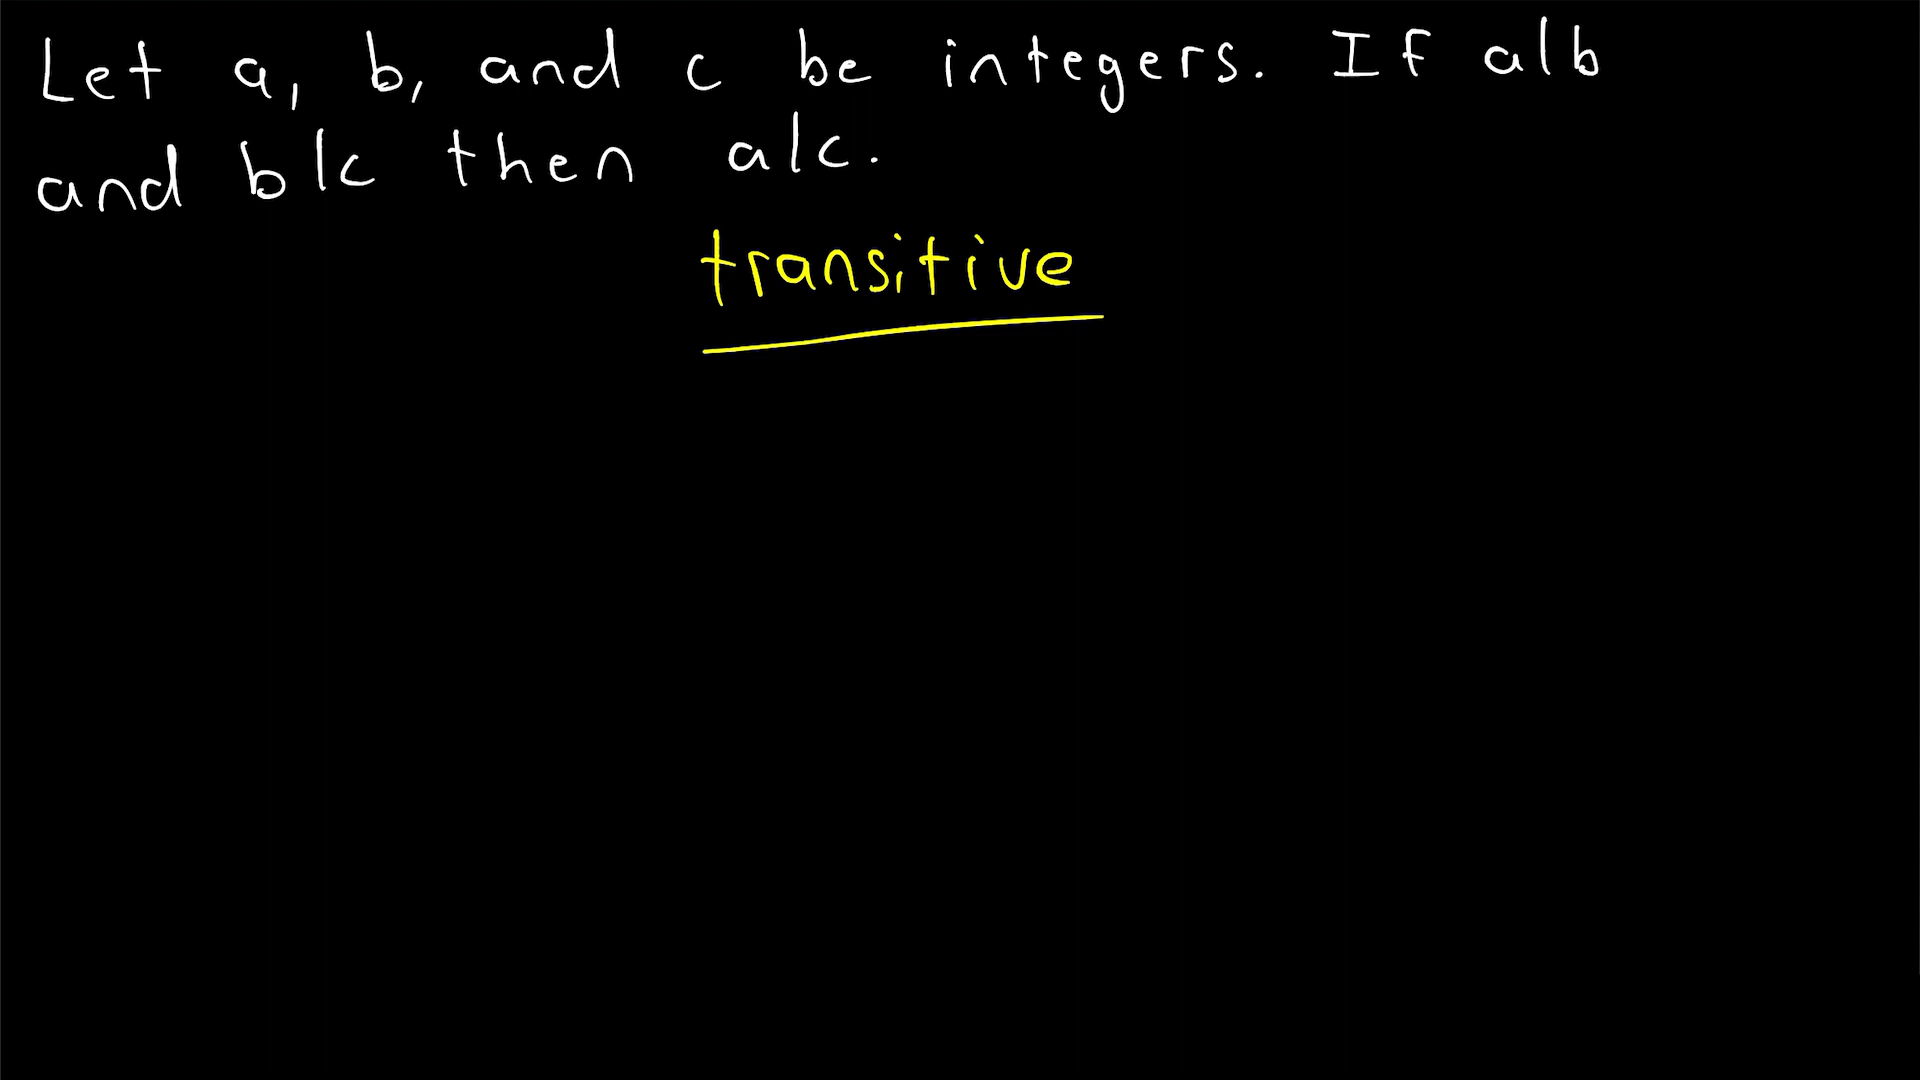 Let a, b, and c be integers. If a|b
and b|c then a|c.
transitive